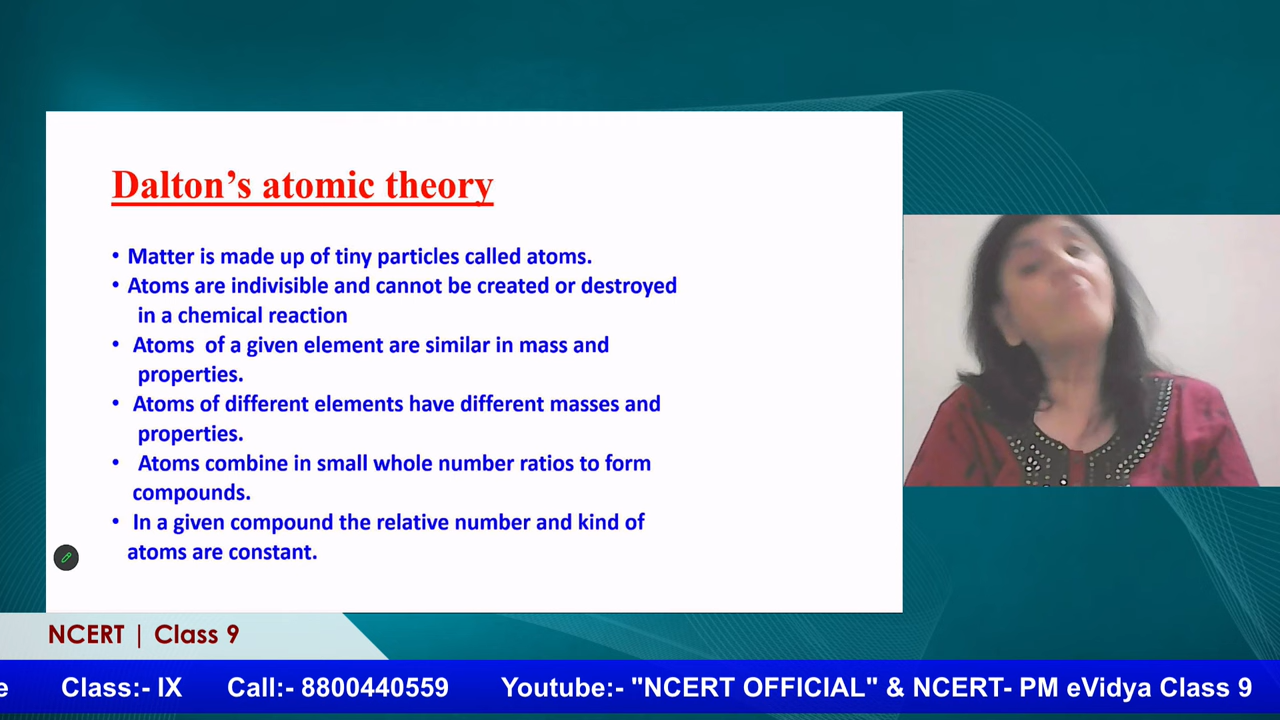 Dalton’s atomic theory
• Matter is made up of tiny particles called atoms.
• Atoms are indivisible and cannot be created or destroyed
in a chemical reaction
• Atoms of a given element are similar in mass and
properties.
• Atoms of different elements have different masses and
properties.
• Atoms combine in small whole number ratios to form
compounds.
• In a given compound the relative number and kind of
atoms are constant.
NCERT | Class 9
e Class:- IX Call:- 8800440559 Youtube:- "NCERT OFFICIAL" & NCERT- PM eVidya Class 9